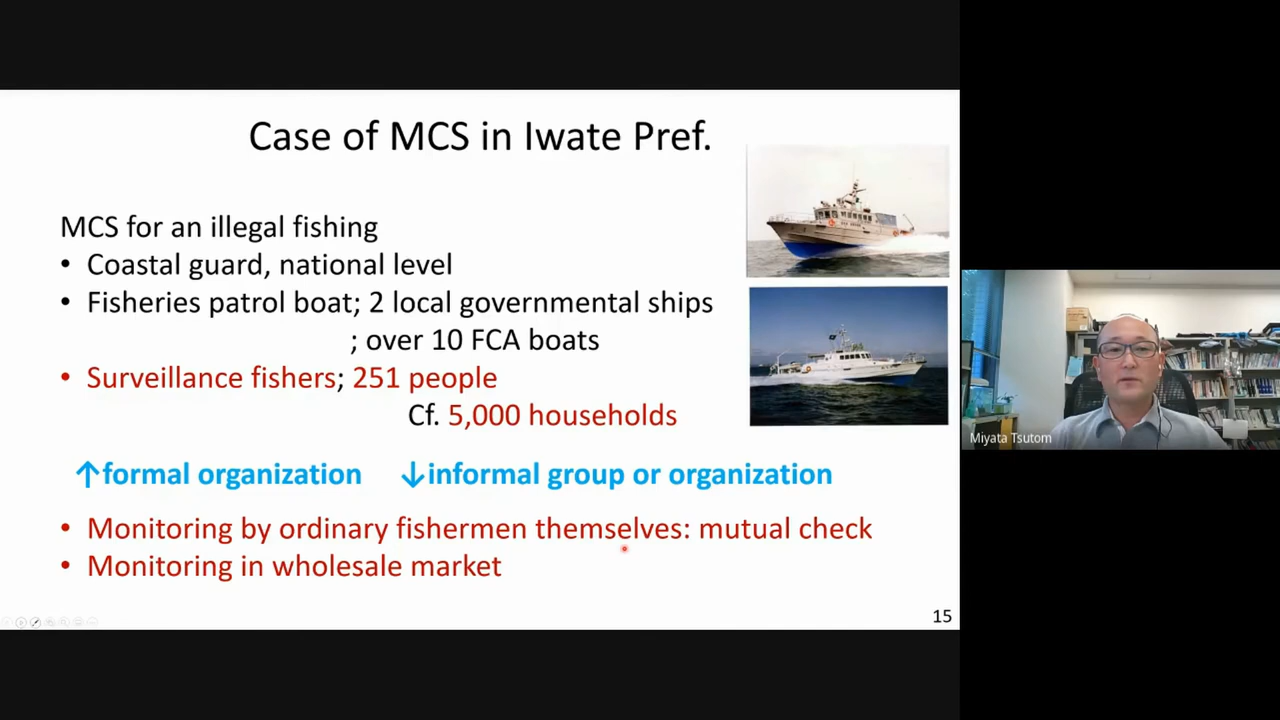 Case of MCS in Iwate Pref.
MCS for an illegal fishing
• Coastal guard, national level
• Fisheries patrol boat; 2 local governmental ships
; over 10 FCA boats
• Surveillance fishers; 251 people
Cf. 5,000 households
↑formal organization ↓informal group or organization
• Monitoring by ordinary fishermen themselves: mutual check
• Monitoring in wholesale market
15
Miyata Tsutom